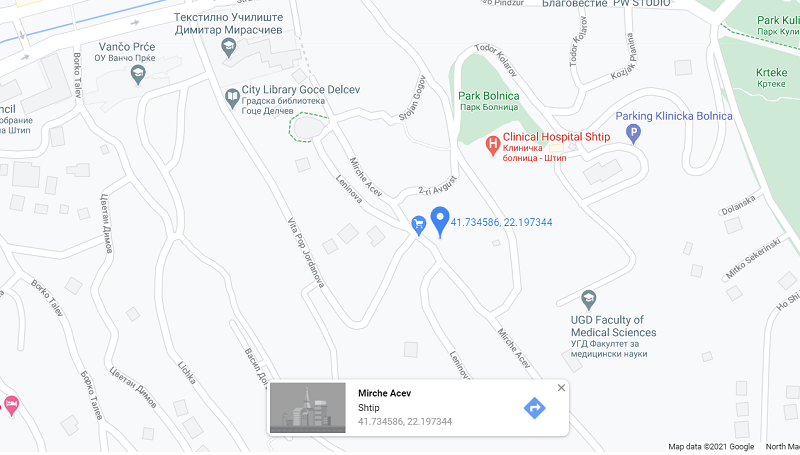 Pindzur
Благовестие
PW STUDIO
Текстилно Училиште
Димитар Мирасчиев
Park Kuli
Парк Кули
Vančo Prće
ОУ Ванчо Прќе
Borko Talev
City Library Goce Delcev
Градска библиотека
Гоце Делчев
Stojan Gogov
Todor Kolarov
Todor Kolarov
Kozjak Planina
Krteke
Кртеке
Park Bolnica
Парк Болница
Parking Klinicka Bolnica
ncil
обрание
на Штип
Clinical Hospital Shtip
Клиничка
болница - Штип
Mirche Acev
Leninova
2-ri Avgust
Цветан Димов
Vita Pop Jordanova
41.734586, 22.197344
Dolanska
Mitko Sekerinski
Ho Shi
Borko Talev
UGD Faculty of
Medical Sciences
УГД Факултет за
медицински науки
Mirche Acev
Leninova
Lichka
Васил До
Цветан Димов
Борко Талев
Mirche Acev
Shtip
41.734586, 22.197344
Map data ©2021 Google
North Ma